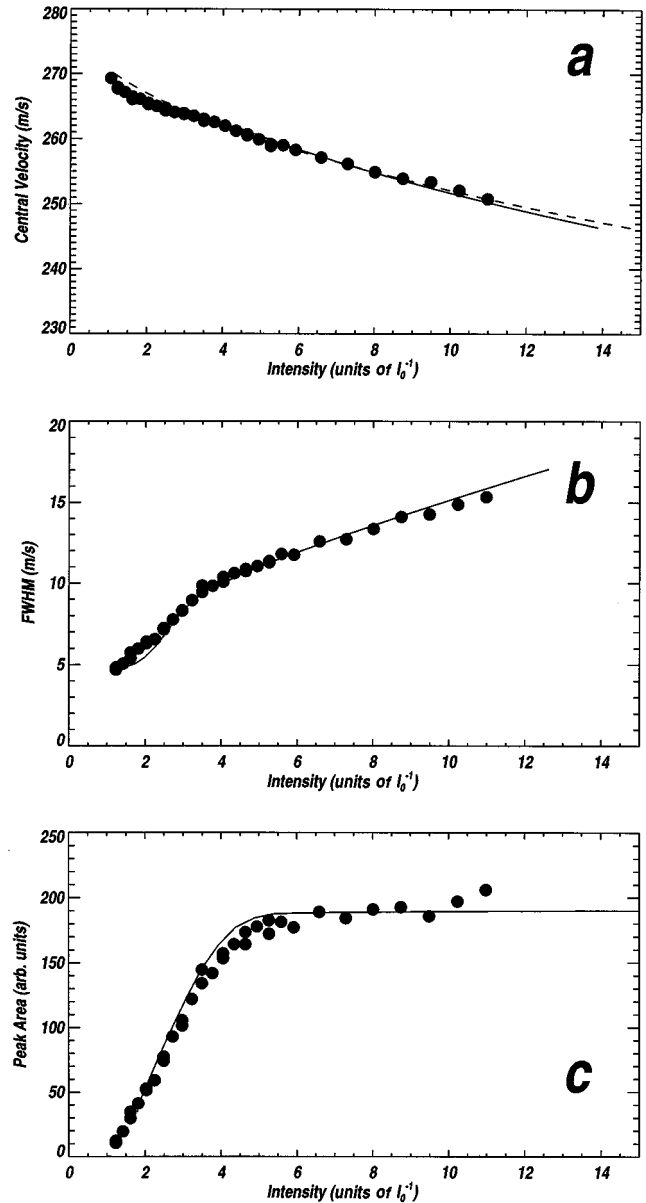 280
270
260
250
240
230
Central Velocity (m/s)
a
0 2 4 6 8 10 12 14
Intensity (units of I₀⁻¹)
20
15
10
5
0
FWHM (m/s)
b
0 2 4 6 8 10 12 14
Intensity (units of I₀⁻¹)
250
200
150
100
50
0
Peak Area (arb. units)
c
0 2 4 6 8 10 12 14
Intensity (units of I₀⁻¹)